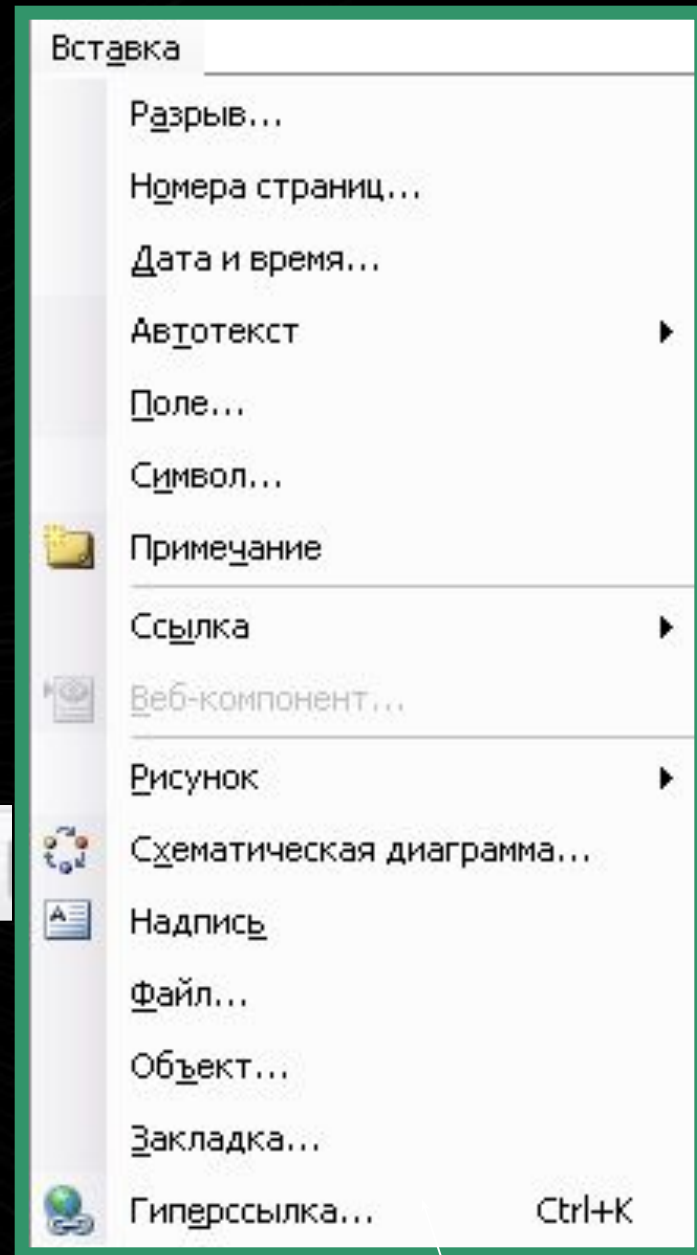 Вставка
Разрыв...
Номера страниц...
Дата и время...
Автотекст
Поле...
Символ...
Примечание
Ссылка
Веб-компонент...
Рисунок
Схематическая диаграмма...
Надпись
Файл...
Объект...
Закладка...
Гиперссылка... Ctrl+K